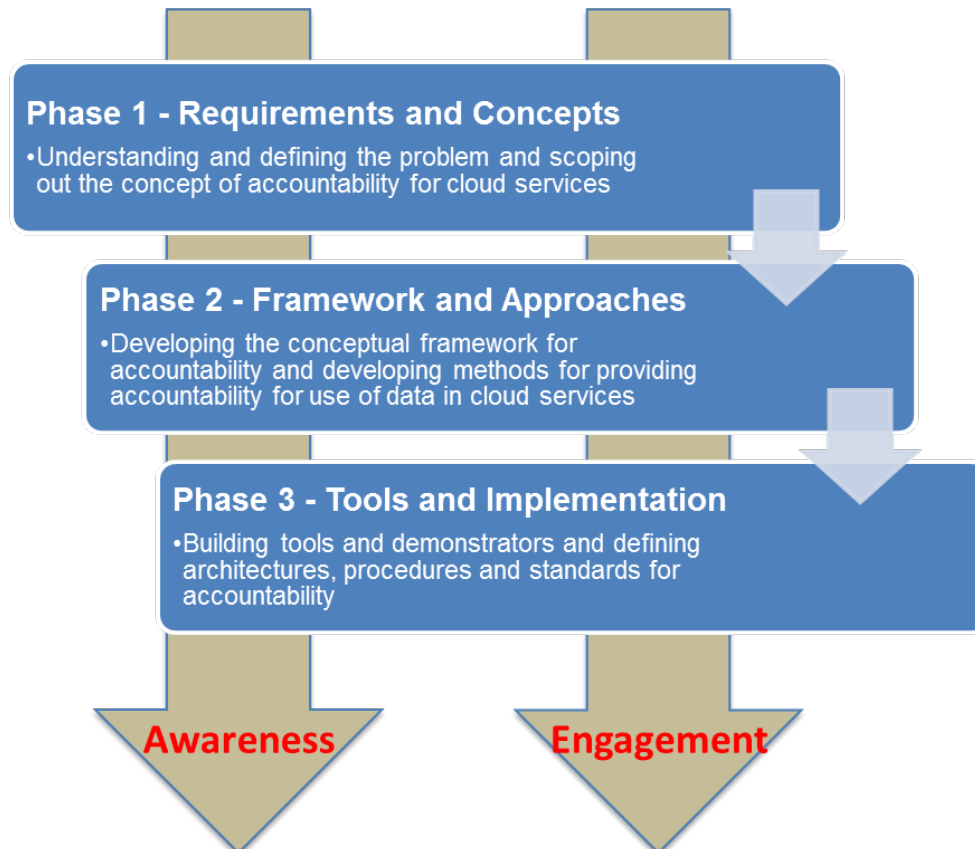 Phase 1 - Requirements and Concepts
•Understanding and defining the problem and scoping
out the concept of accountability for cloud services
Phase 2 - Framework and Approaches
•Developing the conceptual framework for
accountability and developing methods for providing
accountability for use of data in cloud services
Phase 3 - Tools and Implementation
•Building tools and demonstrators and defining
architectures, procedures and standards for
accountability
Awareness
Engagement